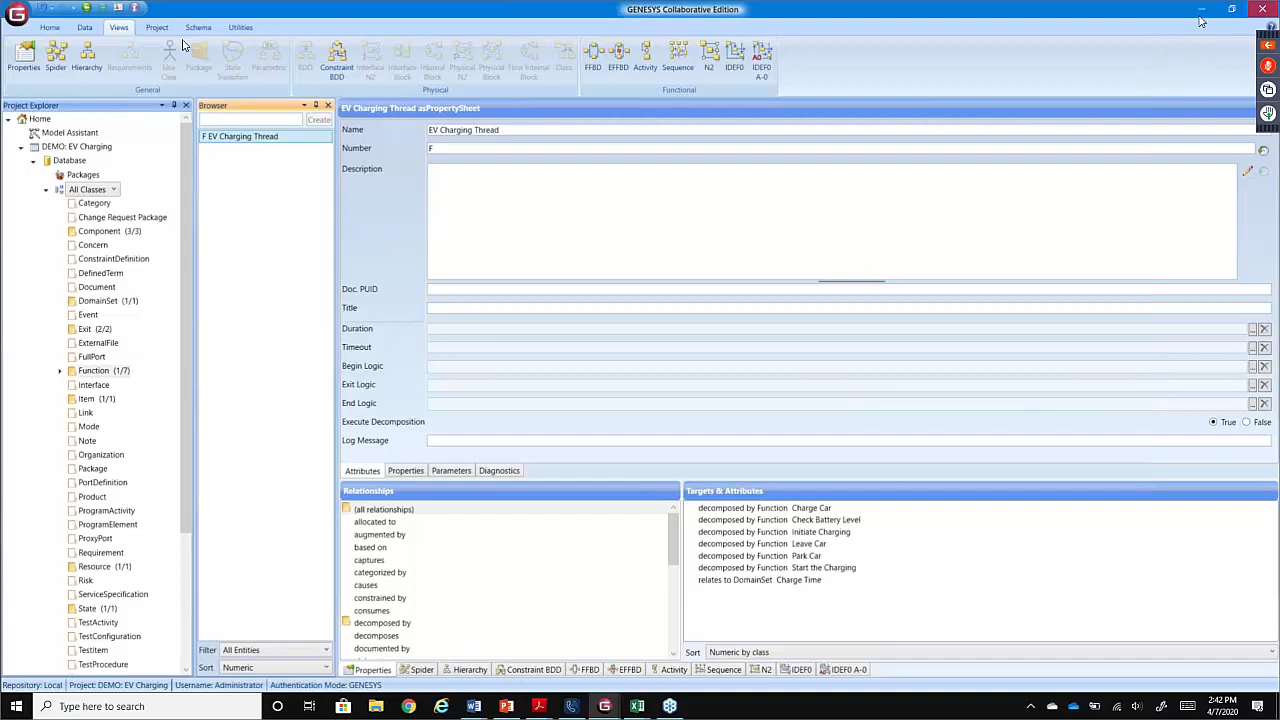 GENESYS Collaborative Edition
Home Data Views Project Schema Utilities
Properties Spider Hierarchy Requirements Use Case Package State Transition Parametric
BDD Constraint BDD Interface N2 Interface Block Internal Block Physical N2 Physical Block Flow Internal Block Class
FFBD EFFBD Activity Sequence N2 IDEF0 IDEF0 A-0
General Physical Functional
Project Explorer
Home
Model Assistant
DEMO: EV Charging
Database
Packages
All Classes
Category
Change Request Package
Component (3/3)
Concern
ConstraintDefinition
DefinedTerm
Document
DomainSet (1/1)
Event
Exit (2/2)
ExternalFile
FullPort
Function (1/7)
Interface
Item (1/1)
Link
Mode
Note
Organization
Package
PortDefinition
Product
ProgramActivity
ProgramElement
ProxyPort
Requirement
Resource (1/1)
Risk
ServiceSpecification
State (1/1)
TestActivity
TestConfiguration
TestItem
TestProcedure
Browser
Create
F EV Charging Thread
Filter All Entities
Sort Numeric
EV Charging Thread asPropertySheet
Name EV Charging Thread
Number F
Description
Doc. PUID
Title
Duration
Timeout
Begin Logic
Exit Logic
End Logic
Execute Decomposition True False
Log Message
Attributes Properties Parameters Diagnostics
Relationships
(all relationships)
allocated to
augmented by
based on
captures
categorized by
causes
constrained by
consumes
decomposed by
decomposes
documented by
Targets & Attributes
decomposed by Function Charge Car
decomposed by Function Check Battery Level
decomposed by Function Initiate Charging
decomposed by Function Leave Car
decomposed by Function Park Car
decomposed by Function Start the Charging
relates to DomainSet Charge Time
Sort Numeric by class
Properties Spider Hierarchy Constraint BDD FFBD EFFBD Activity Sequence N2 IDEF0 IDEF0 A-0
Repository: Local Project: DEMO: EV Charging Username: Administrator Authentication Mode: GENESYS
Type here to search
2:42 PM
4/7/2020